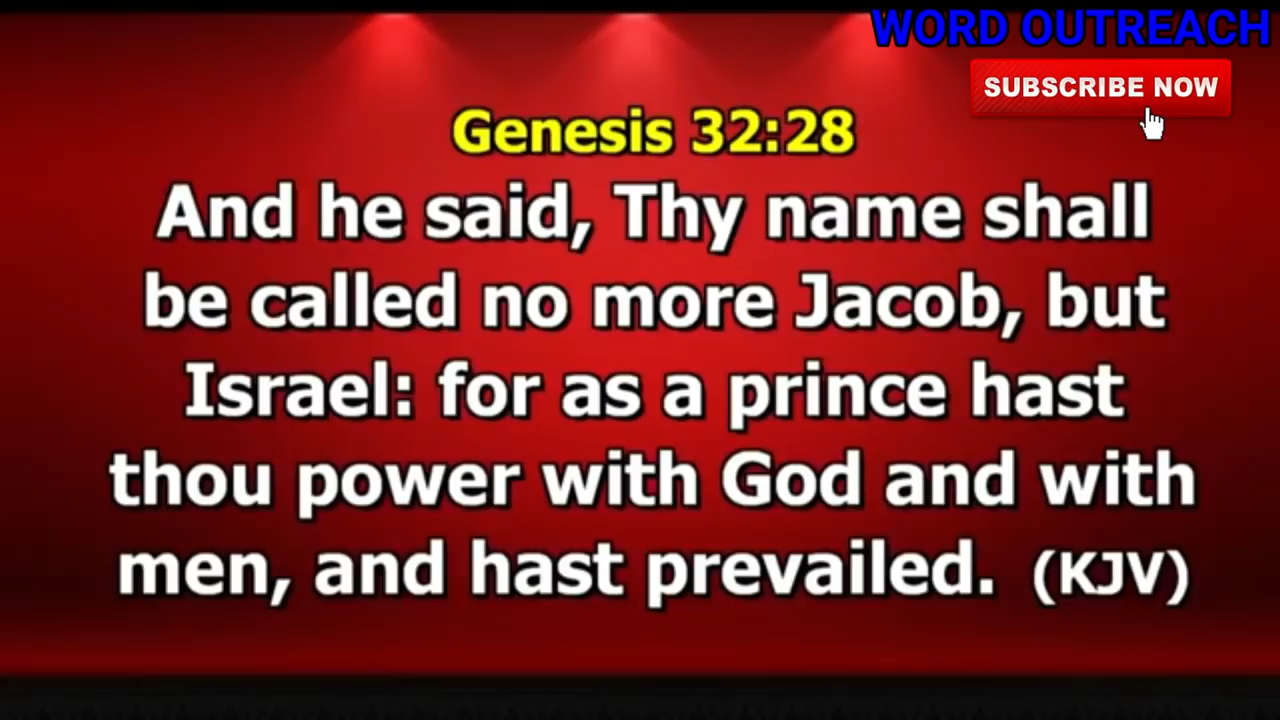 WORD OUTREACH
SUBSCRIBE NOW
Genesis 32:28
And he said, Thy name shall
be called no more Jacob, but
Israel: for as a prince hast
thou power with God and with
men, and hast prevailed. (KJV)